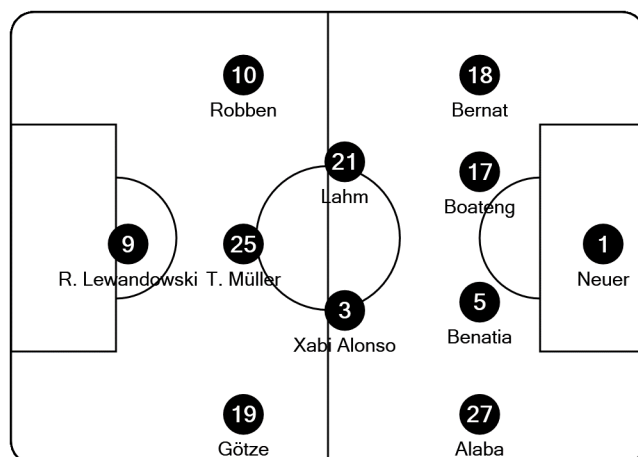 10
Robben
18
Bernat
21
Lahm
17
Boateng
9
R. Lewandowski
25
T. Müller
1
Neuer
3
Xabi Alonso
5
Benatia
19
Götze
27
Alaba